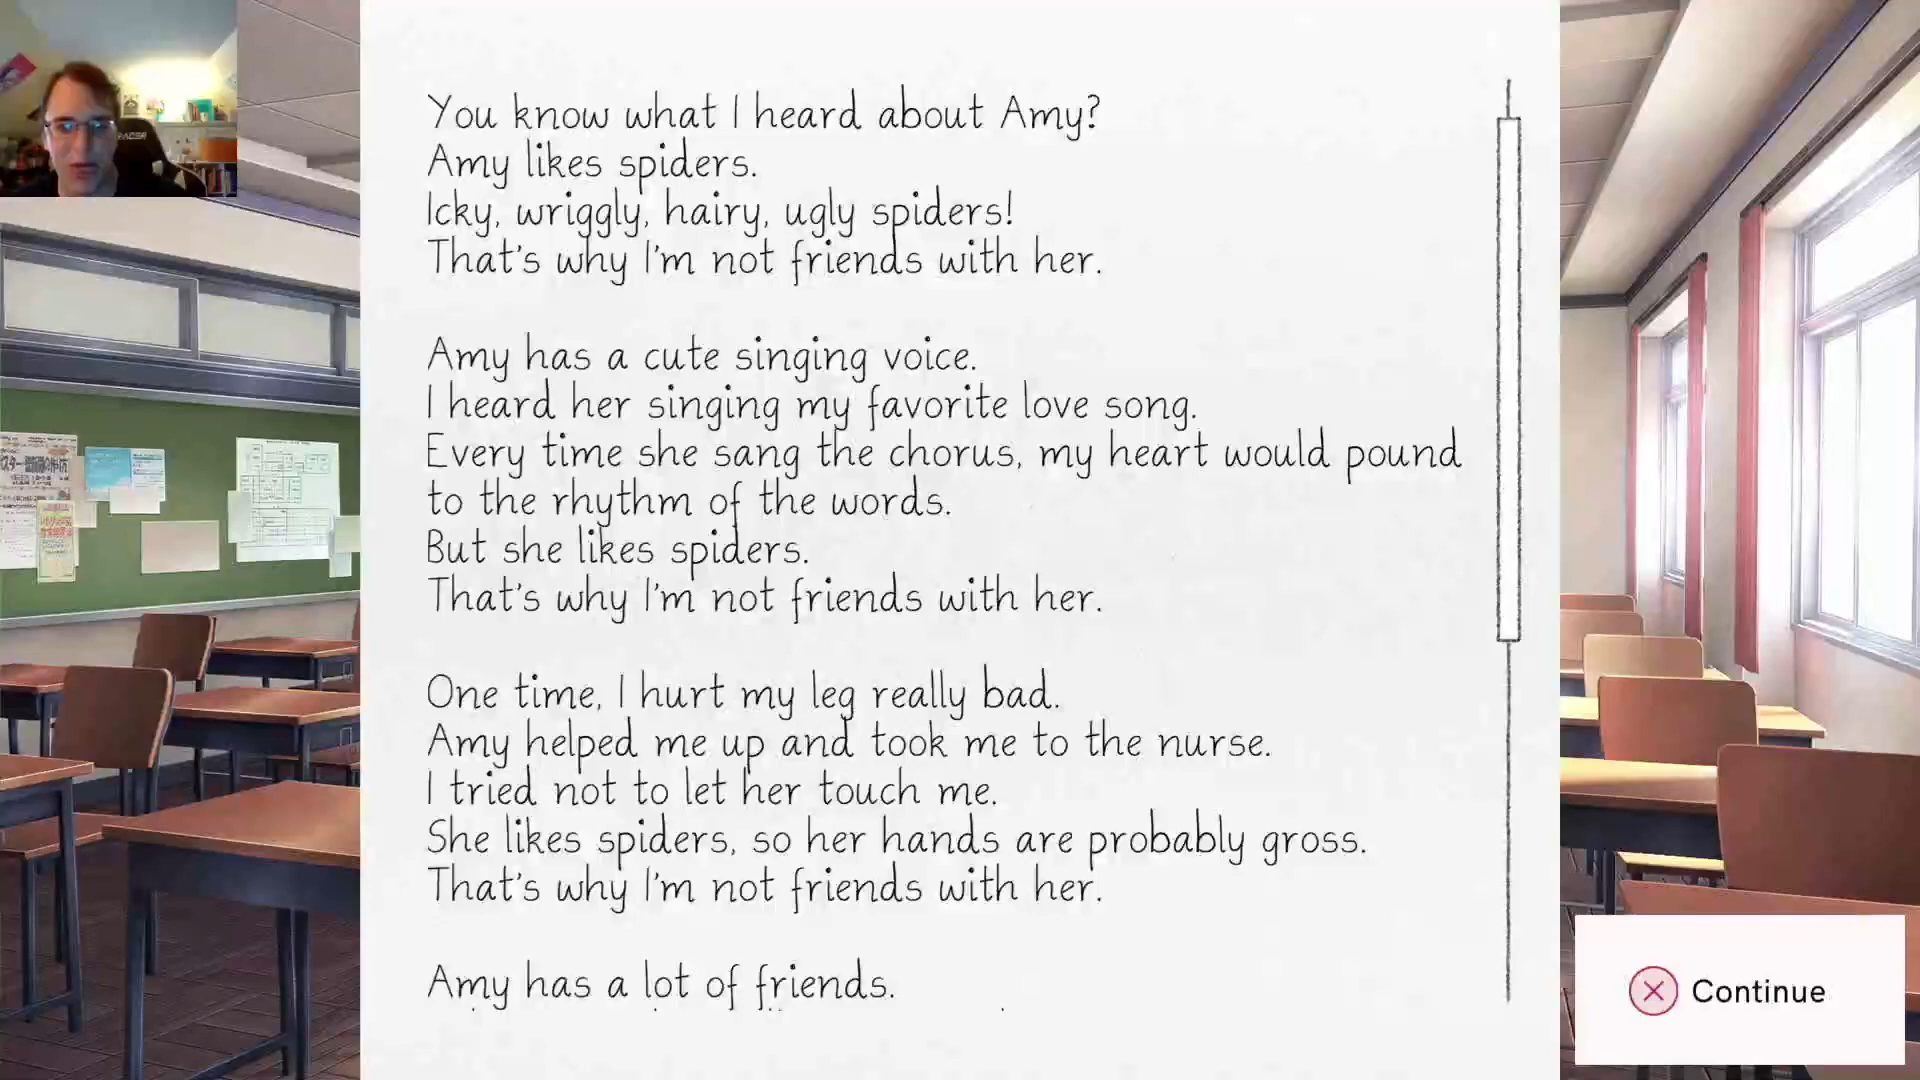 You know what I heard about Amy?
Amy likes spiders.
Icky, wriggly, hairy, ugly spiders!
That's why I'm not friends with her.
Amy has a cute singing voice.
I heard her singing my favorite love song.
Every time she sang the chorus, my heart would pound
to the rhythm of the words.
But she likes spiders.
That's why I'm not friends with her.
One time, I hurt my leg really bad.
Amy helped me up and took me to the nurse.
I tried not to let her touch me.
She likes spiders, so her hands are probably gross.
That's why I'm not friends with her.
Amy has a lot of friends.
Continue